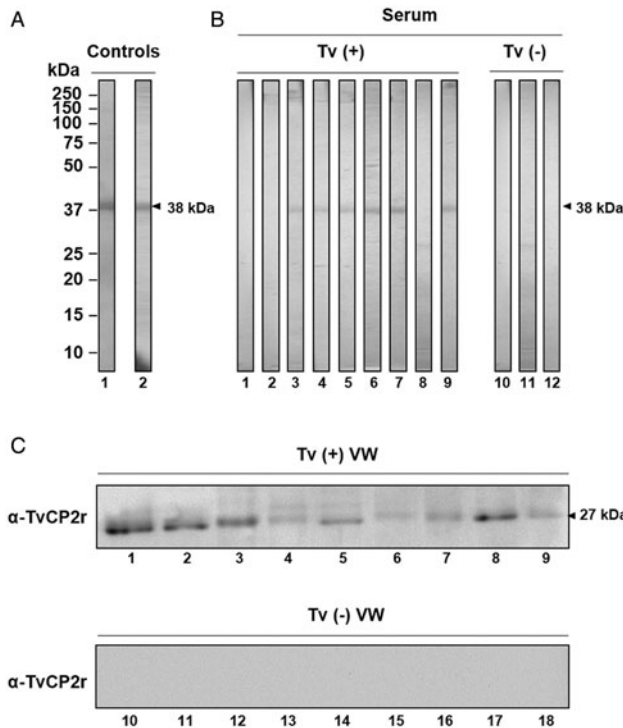 A
B
Serum
Controls
Tv (+)
Tv (-)
kDa
250
150
100
75
50
37
25
20
15
10
38 kDa
38 kDa
1 2
1 2 3 4 5 6 7 8 9
10 11 12
C
Tv (+) VW
α-TvCP2r
27 kDa
1 2 3 4 5 6 7 8 9
Tv (-) VW
α-TvCP2r
10 11 12 13 14 15 16 17 18